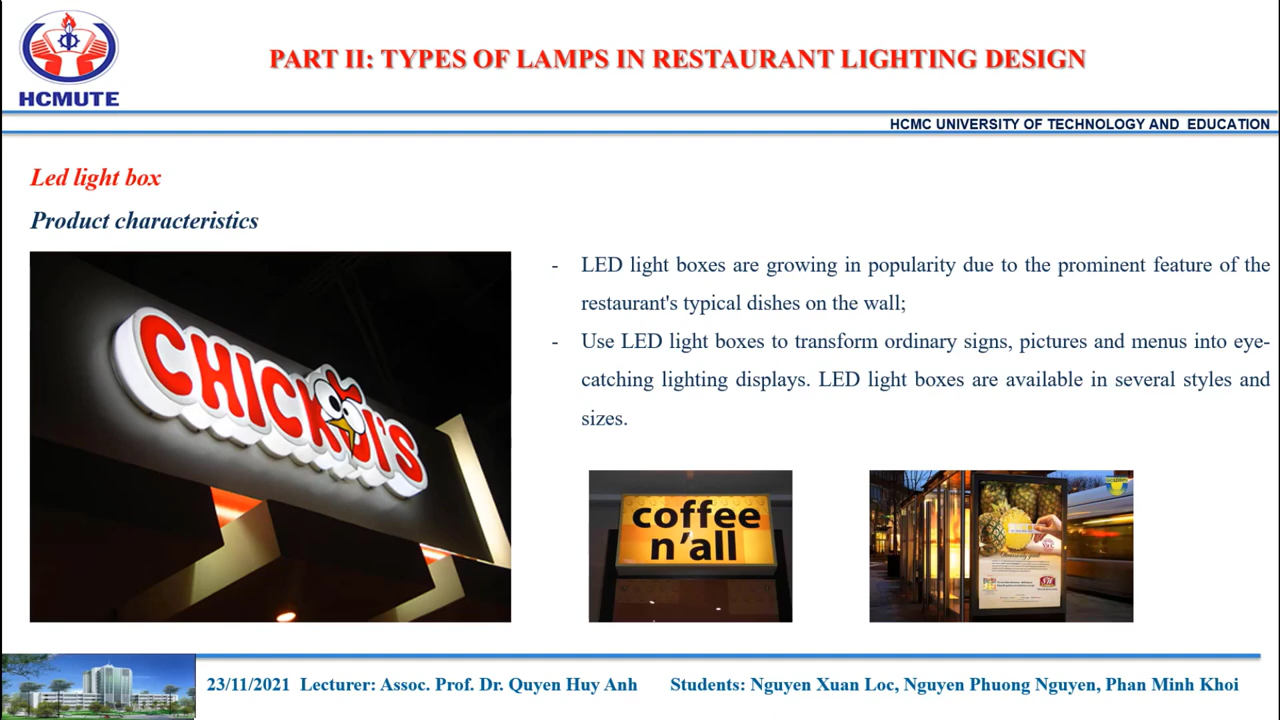 PART II: TYPES OF LAMPS IN RESTAURANT LIGHTING DESIGN
HCMUTE
HCMC UNIVERSITY OF TECHNOLOGY AND EDUCATION
Led light box
Product characteristics
- LED light boxes are growing in popularity due to the prominent feature of the
restaurant's typical dishes on the wall;
- Use LED light boxes to transform ordinary signs, pictures and menus into eye-
catching lighting displays. LED light boxes are available in several styles and
sizes.
coffee
n'all
23/11/2021 Lecturer: Assoc. Prof. Dr. Quyen Huy Anh
Students: Nguyen Xuan Loc, Nguyen Phuong Nguyen, Phan Minh Khoi